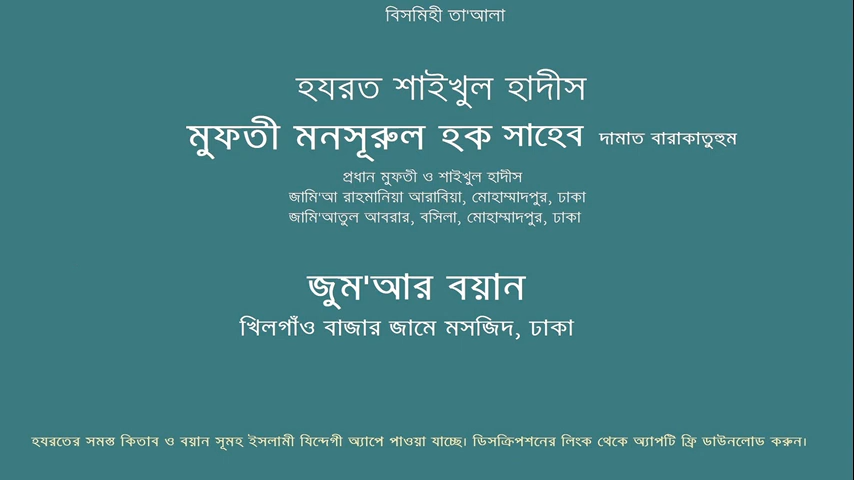 বিসমিহী তা'আলা
হযরত শাইখুল হাদীস
মুফতী মনসূরুল হক সাহেব দামাত বারাকাতুহুম
প্রধান মুফতী ও শাইখুল হাদীস
জামি'আ রাহমানিয়া আরাবিয়া, মোহাম্মাদপুর, ঢাকা
জামি'আতুল আবরার, বসিলা, মোহাম্মাদপুর, ঢাকা
জুম'আর বয়ান
খিলগাঁও বাজার জামে মসজিদ, ঢাকা
হযরতের সমস্ত কিতাব ও বয়ান সূমহ ইসলামী যিন্দেগী অ্যাপে পাওয়া যাচ্ছে। ডিসক্রিপশনের লিংক থেকে অ্যাপটি ফ্রি ডাউনলোড করুন।